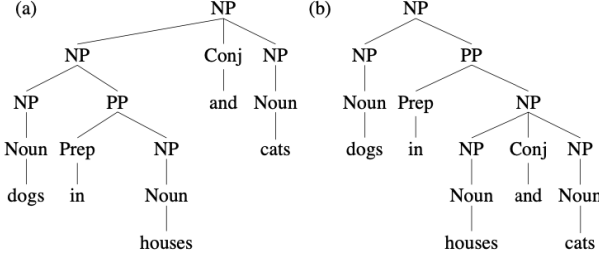 (a) NP (b) NP
NP Conj NP NP PP
NP PP and Noun Noun Prep NP
Noun Prep NP cats dogs in NP Conj NP
dogs in Noun Noun and Noun
houses houses cats